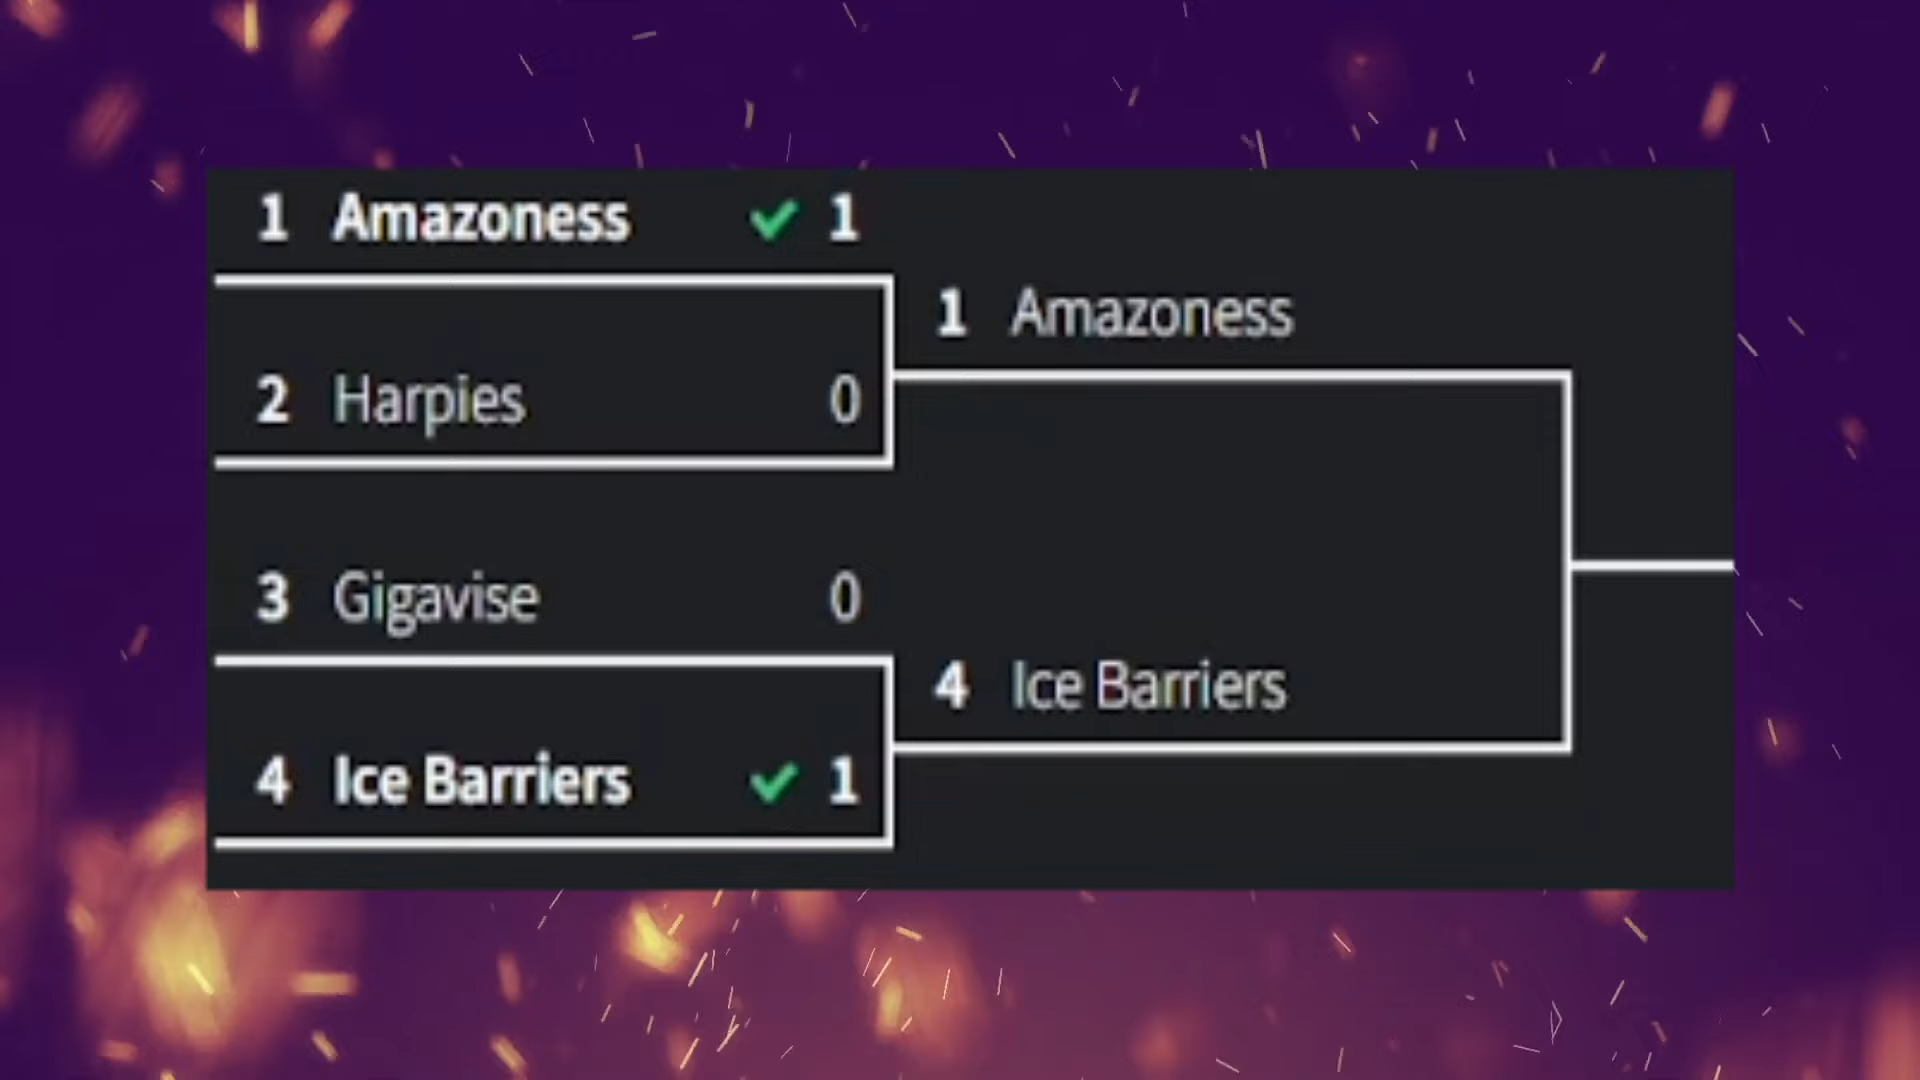 1 Amazoness 1
2 Harpies 0
3 Gigavise 0
4 Ice Barriers 1
1 Amazoness
4 Ice Barriers